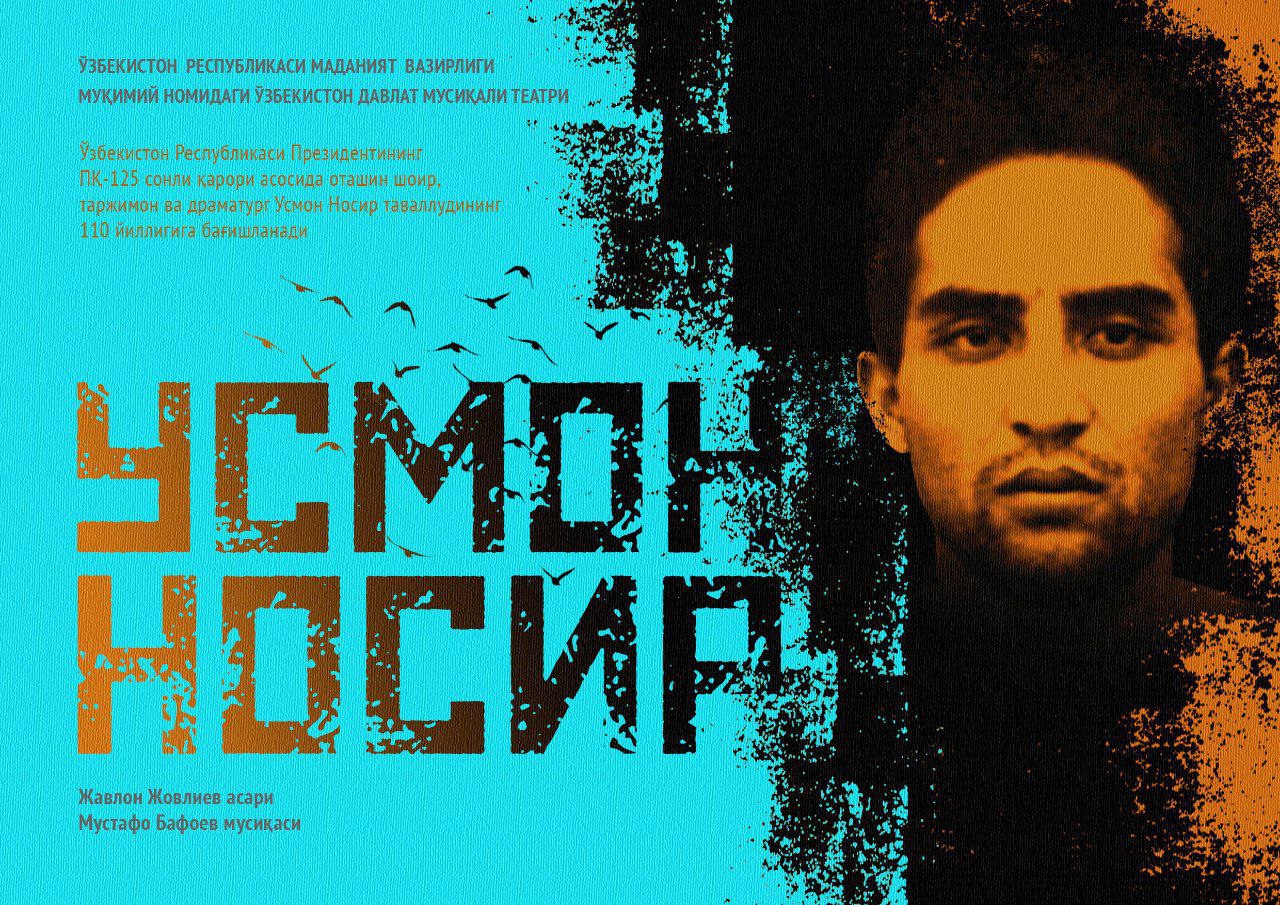 ЎЗБЕКИСТОН РЕСПУБЛИКАСИ МАДАНИЯТ ВАЗИРЛИГИ
МУҚИМИЙ НОМИДАГИ ЎЗБЕКИСТОН ДАВЛАТ МУСИҚАЛИ ТЕАТРИ
Ўзбекистон Республикаси Президентининг
ПҚ-125 сонли қарори асосида оташин шоир,
таржимон ва драматург Усмон Носир таваллудининг
110 йиллигига бағишланади
УСМОН
НОСИР
Жавлон Жовлиев асари
Мустафо Бафоев мусиқаси